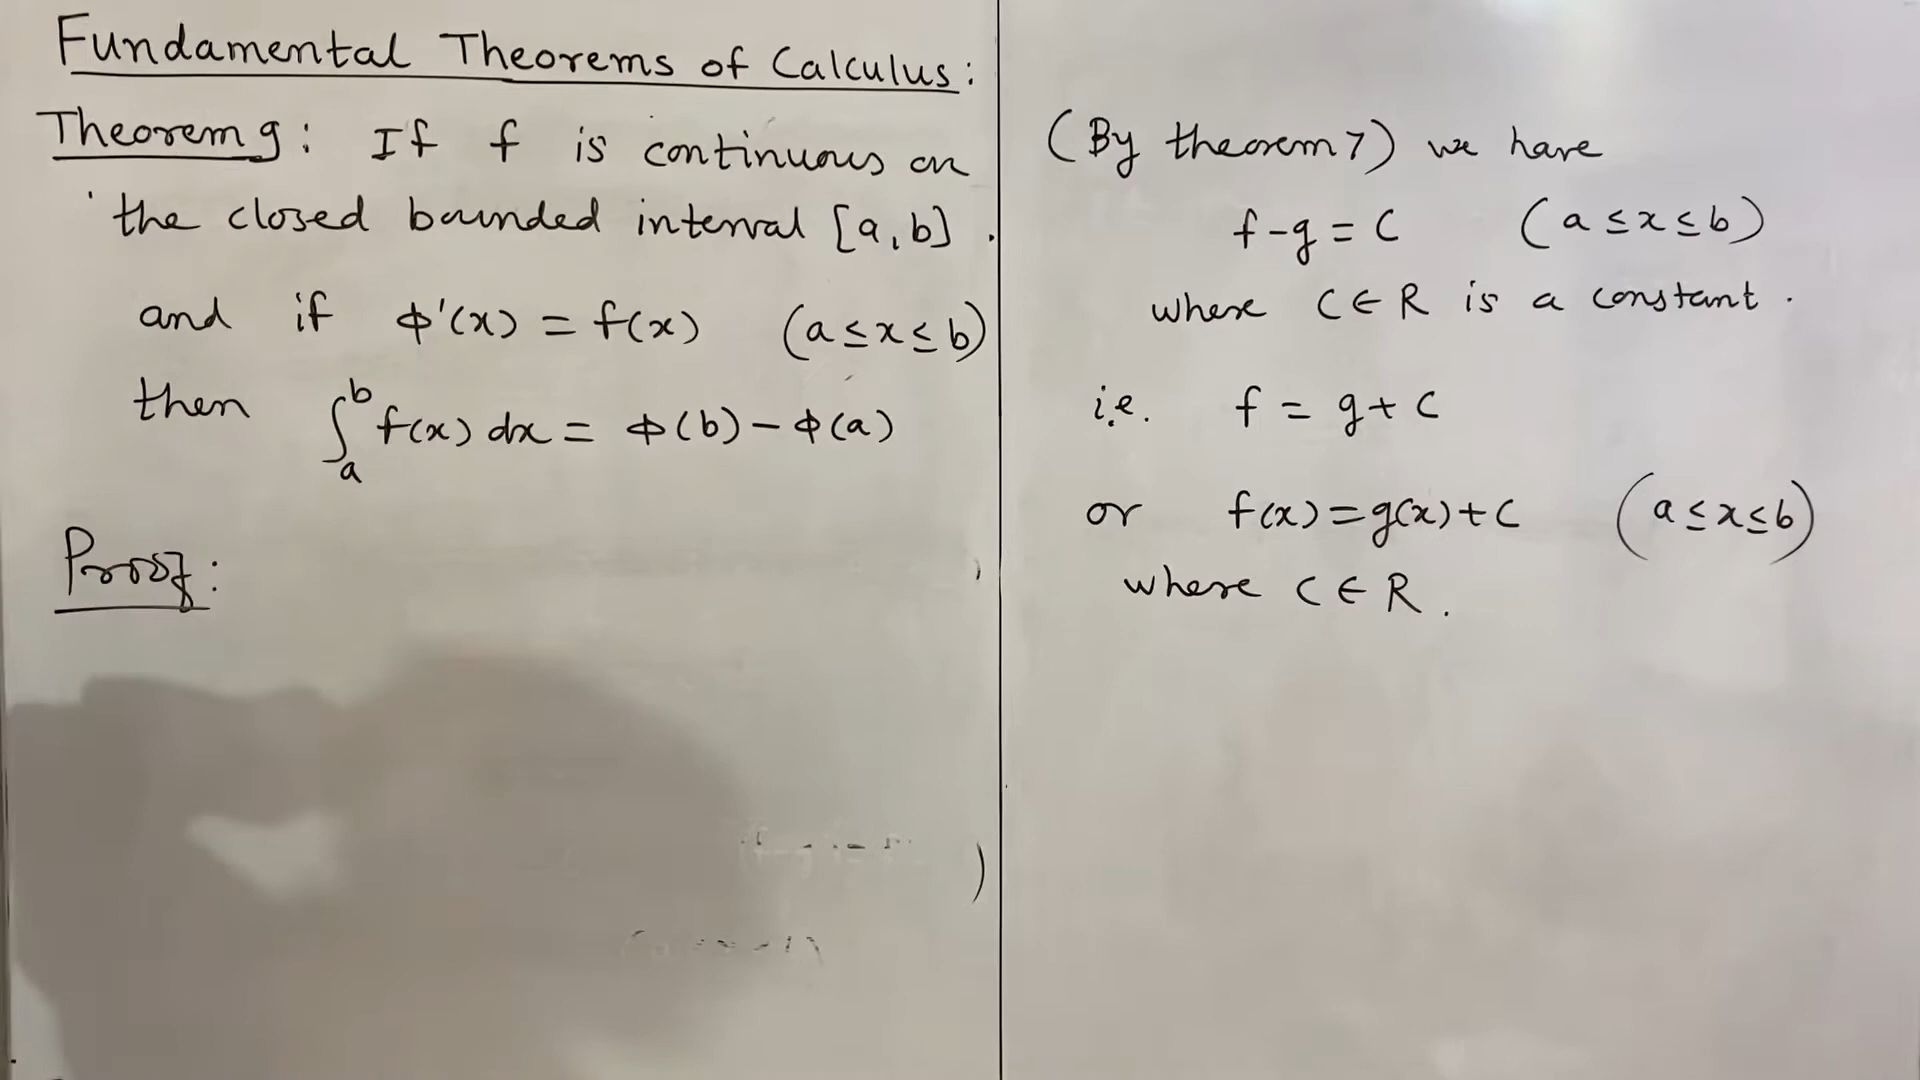 Fundamental Theorems of Calculus:
Theorem 9: If f is continuous on
the closed bounded interval [a,b].
and if φ'(x) = f(x) (a≤x≤b)
then ∫_a^b f(x) dx = φ(b) - φ(a)
Proof:
(By theorem 7) we have
f-g = C (a≤x≤b)
where C∈R is a constant.
i.e. f = g+C
or f(x) = g(x)+C (a≤x≤b)
where C∈R.